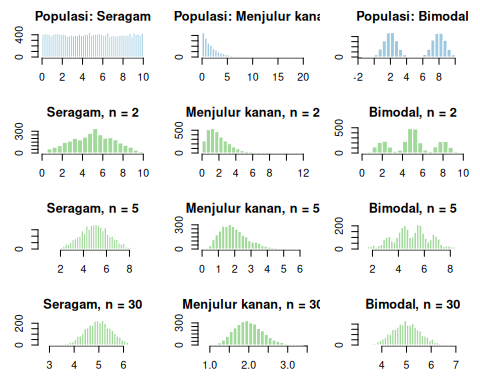 Populasi: Seragam
Populasi: Menjulur kana
Populasi: Bimodal
0 400
0 2 4 6 8 10
0 400
0 5 10 15 20
0 400
-2 2 4 6 8
Seragam, n = 2
Menjulur kanan, n = 2
Bimodal, n = 2
0 300
0 2 4 6 8 10
0 500
0 2 4 6 8 12
0 500
0 2 4 6 8 10
Seragam, n = 5
Menjulur kanan, n = 5
Bimodal, n = 5
0
2 4 6 8
0 300
0 1 2 3 4 5 6
0 200
2 4 6 8
Seragam, n = 30
Menjulur kanan, n = 30
Bimodal, n = 30
0 200
3 4 5 6
0 300
1.0 2.0 3.0
0
4 5 6 7